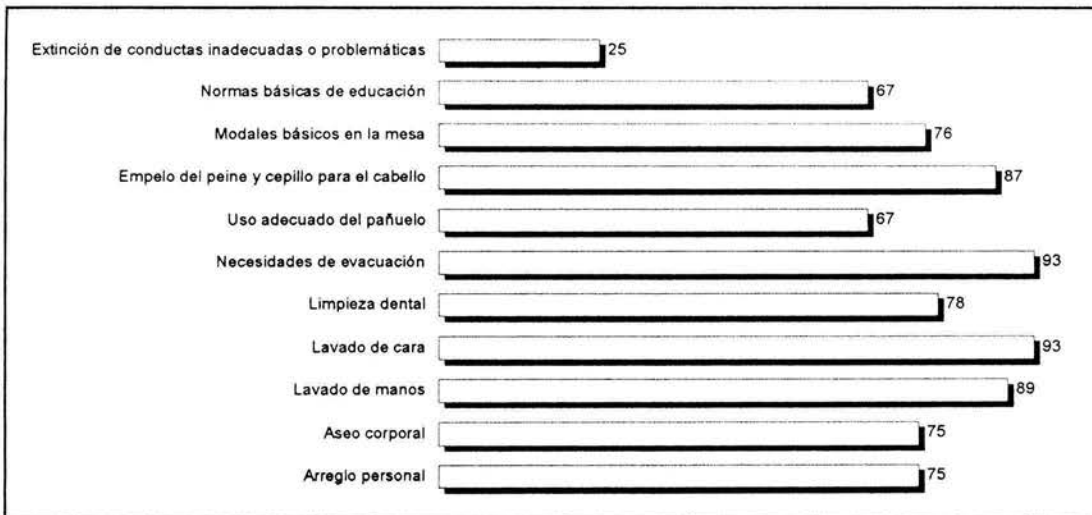 Extinción de conductas inadecuadas o problemáticas 25
Normas básicas de educación 67
Modales básicos en la mesa 76
Empelo del peine y cepillo para el cabello 87
Uso adecuado del pañuelo 67
Necesidades de evacuación 93
Limpieza dental 78
Lavado de cara 93
Lavado de manos 89
Aseo corporal 75
Arreglo personal 75